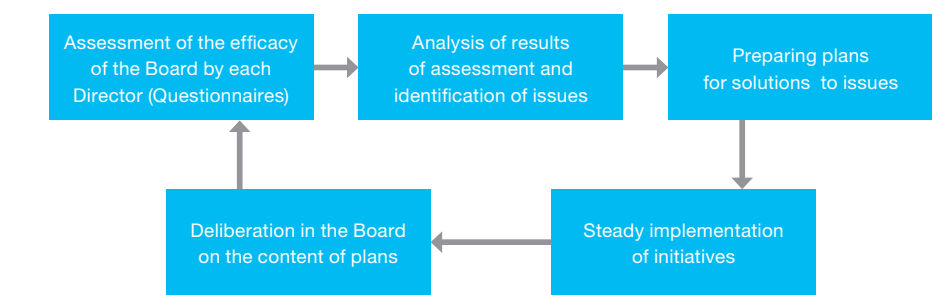 Assessment of the efficacy
of the Board by each
Director (Questionnaires)
Analysis of results
of assessment and
identification of issues
Preparing plans
for solutions  to issues
Steady implementation
of initiatives
Deliberation in the Board
on the content of plans